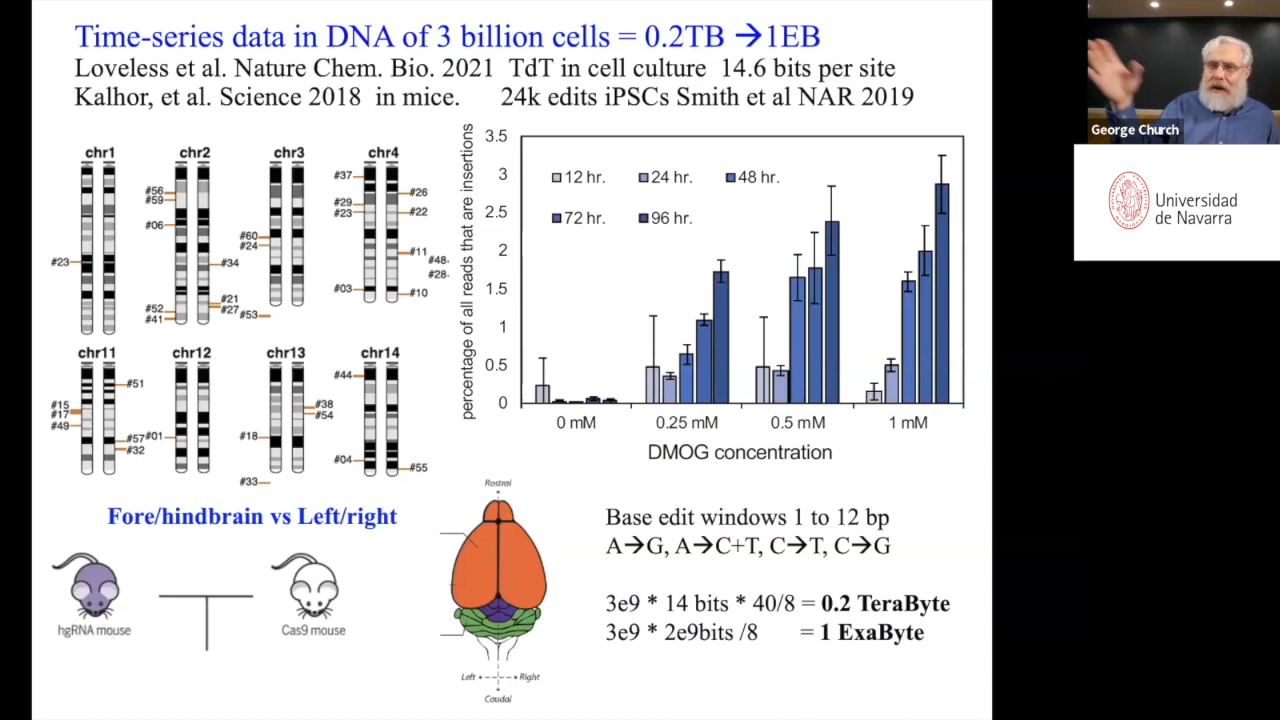 Time-series data in DNA of 3 billion cells = 0.2TB →1EB
Loveless et al. Nature Chem. Bio. 2021 TdT in cell culture 14.6 bits per site
Kalhor, et al. Science 2018 in mice. 24k edits iPSCs Smith et al NAR 2019
George Church
Universidad
de Navarra
chr1
chr2
chr3
chr4
#23
#56
#59
#06
#34
#21
#27
#52
#41
#60
#24
#53
#37
#29
#23
#03
#26
#22
#11
#48
#28
#10
chr11
chr12
chr13
chr14
#51
#15
#17
#49
#57
#32
#01
#38
#54
#18
#33
#44
#04
#55
percentage of all reads that are insertions
3.5
3
2.5
2
1.5
1
0.5
0
12 hr.
24 hr.
48 hr.
72 hr.
96 hr.
0 mM
0.25 mM
0.5 mM
1 mM
DMOG concentration
Fore/hindbrain vs Left/right
hgRNA mouse
Cas9 mouse
Rostral
Left
Right
Caudal
Base edit windows 1 to 12 bp
A→G, A→C+T, C→T, C→G
3e9 * 14 bits * 40/8 = 0.2 TeraByte
3e9 * 2e9bits /8 = 1 ExaByte